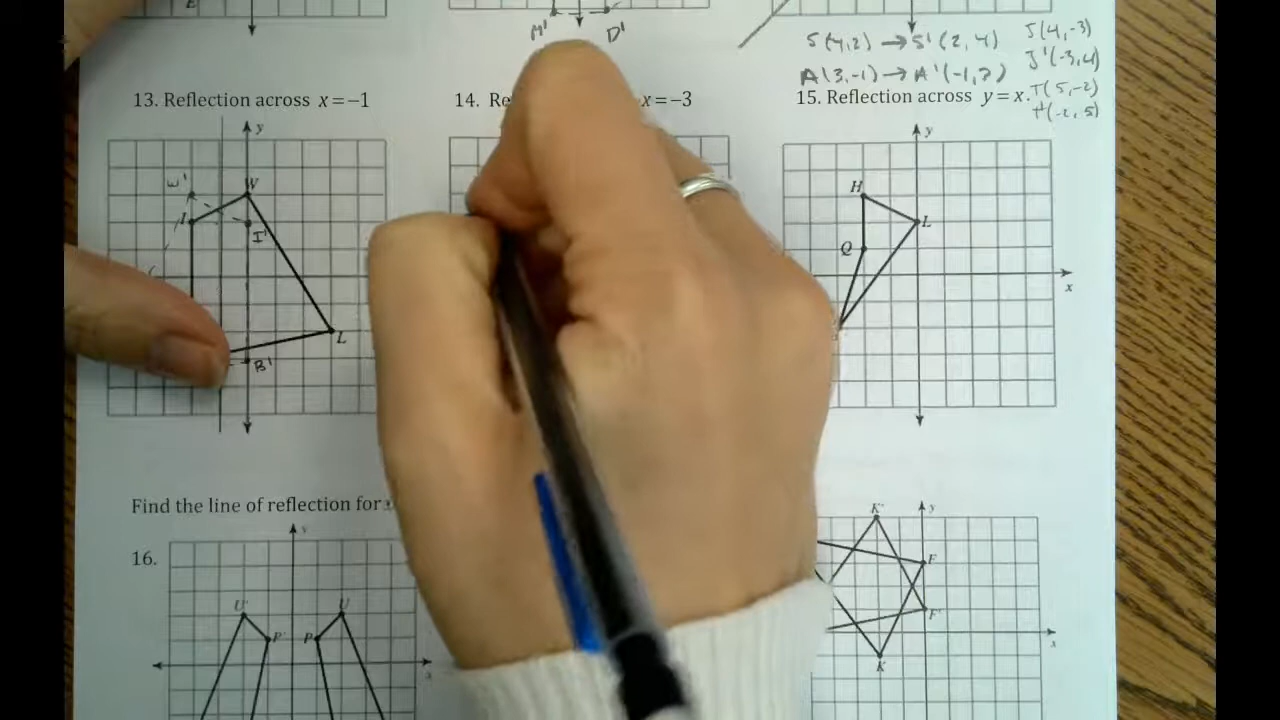 M' D'
S(4,2) → S'(2,4) J(4,-3)
A(3,-1) → A'(-1,3) J'(-3,4)
T(5,-2)
T'(-2,5)
13. Reflection across x = −1
14. Re x = −3
15. Reflection across y = x.
y
y
W' W
I
I'
L
B'
H
L
Q
x
Find the line of reflection for
16.
y
U' U
P' P
x
K' y
F
F'
x
K